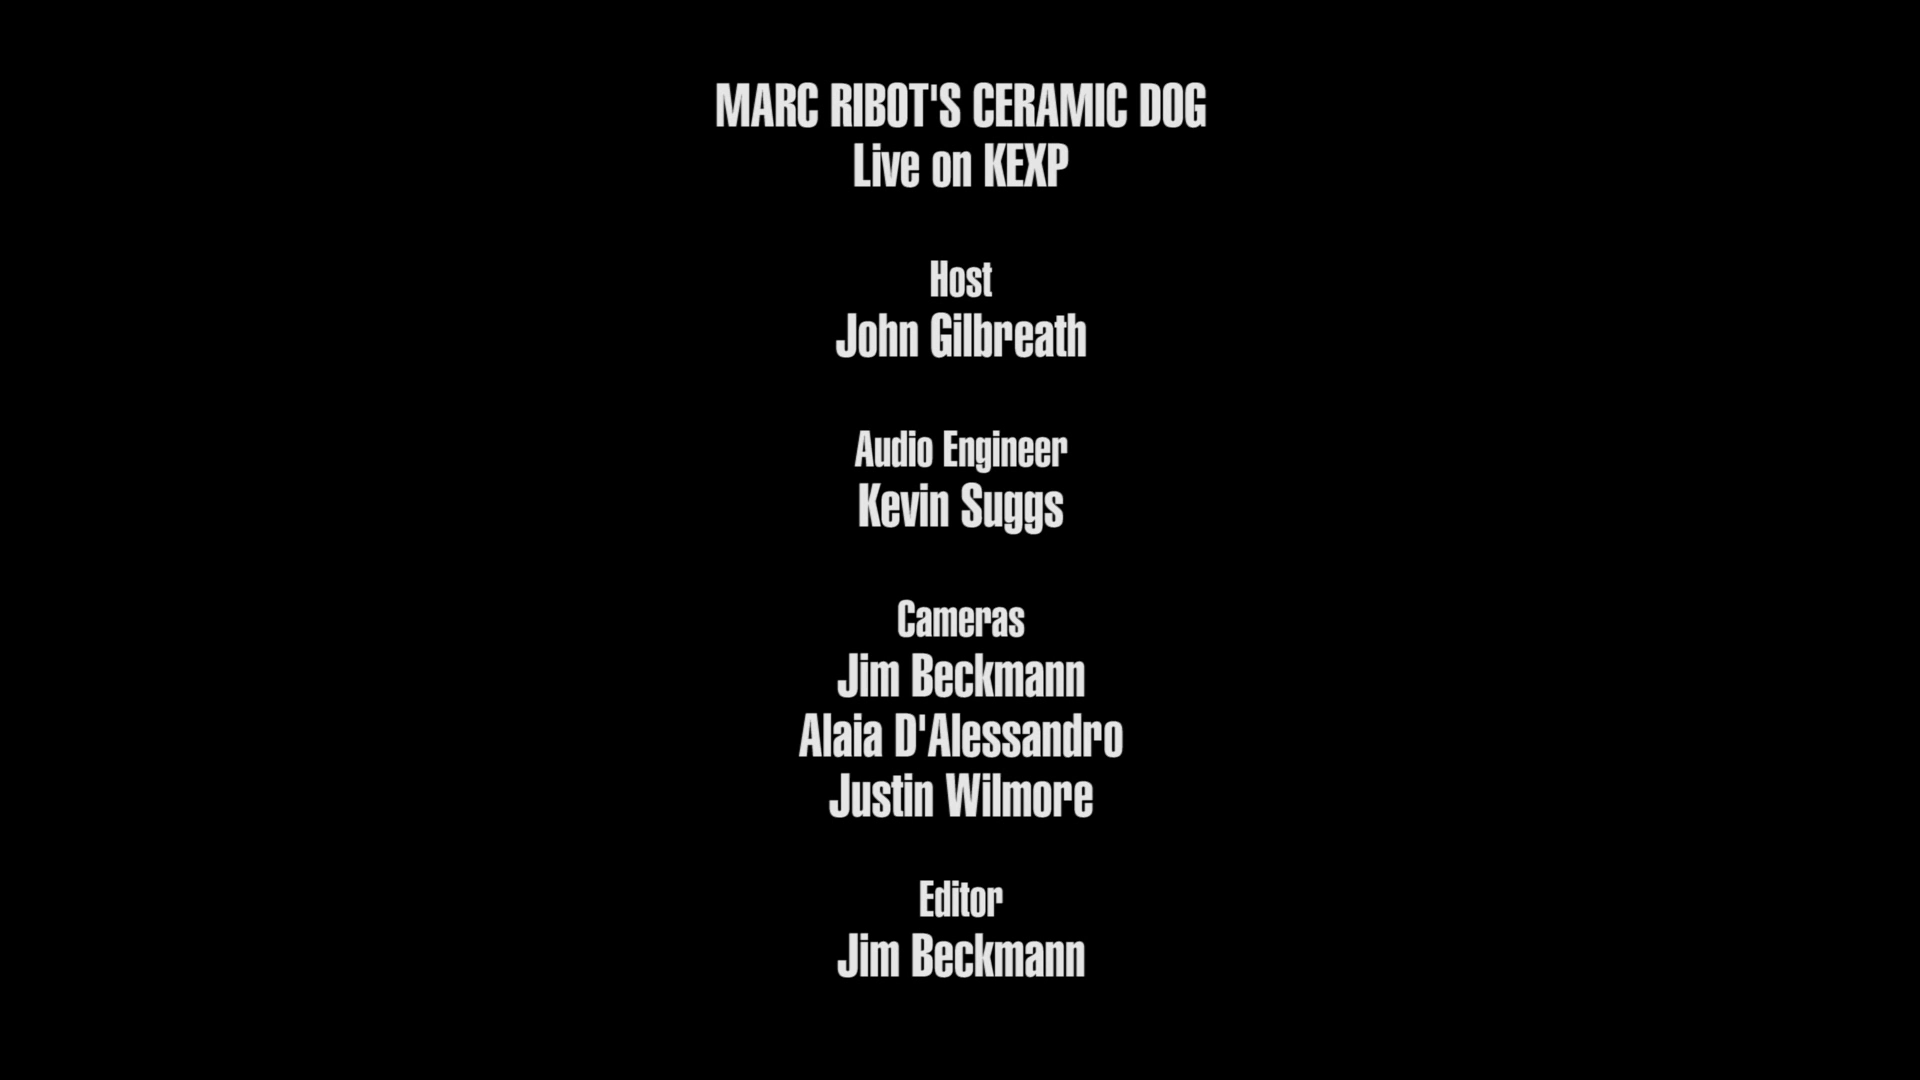 MARC RIBOT'S CERAMIC DOG
Live on KEXP
Host
John Gilbreath
Audio Engineer
Kevin Suggs
Cameras
Jim Beckmann
Alaia D'Alessandro
Justin Wilmore
Editor
Jim Beckmann